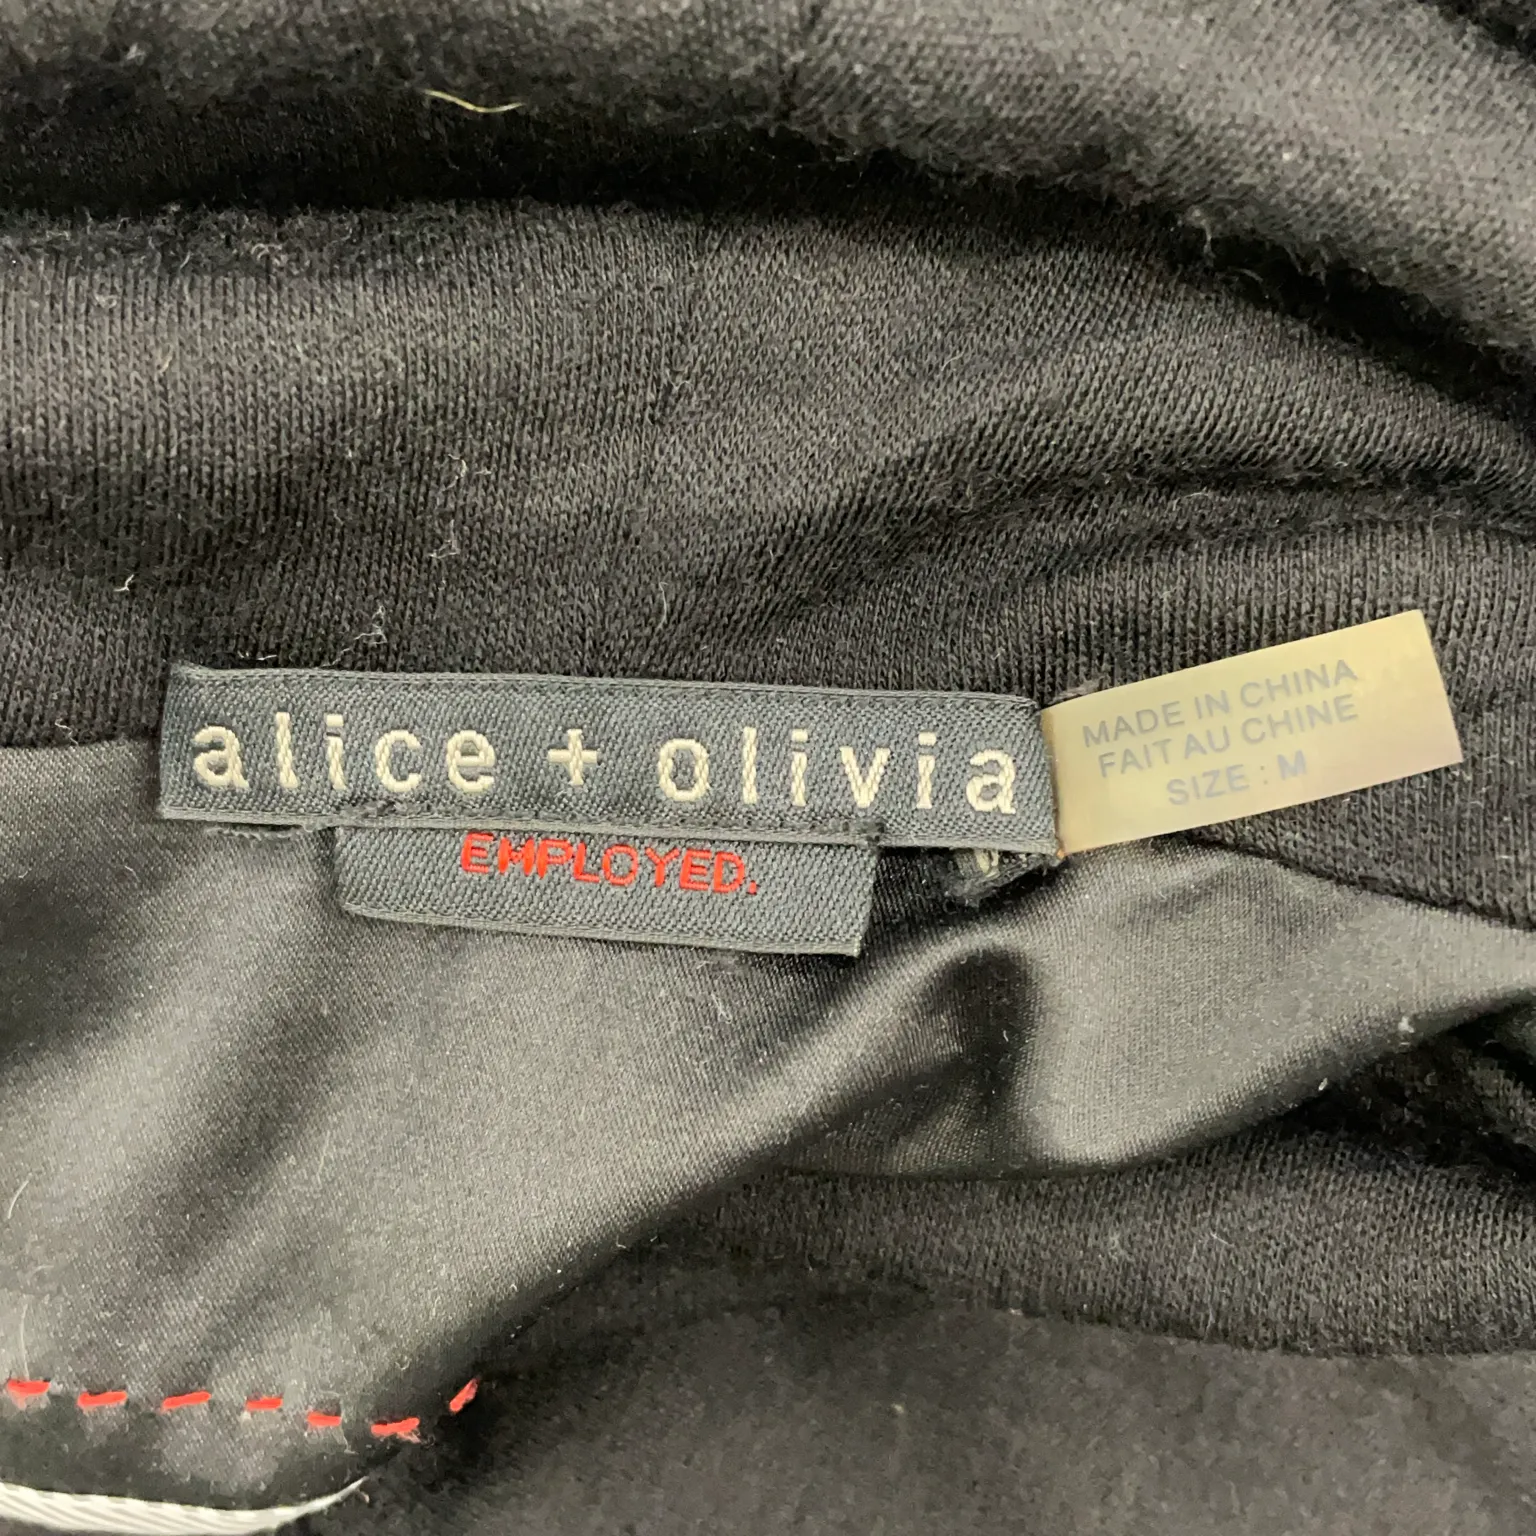 alice + olivia
EMPLOYED.
MADE IN CHINA
FAIT AU CHINE
SIZE : M